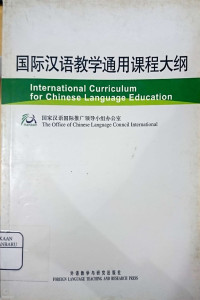 国际汉语教学通用课程大纲
International Curriculum
for Chinese Language Education
国家汉语国际推广领导小组办公室
The Office of Chinese Language Council International
外语教学与研究出版社
FOREIGN LANGUAGE TEACHING AND RESEARCH PRESS